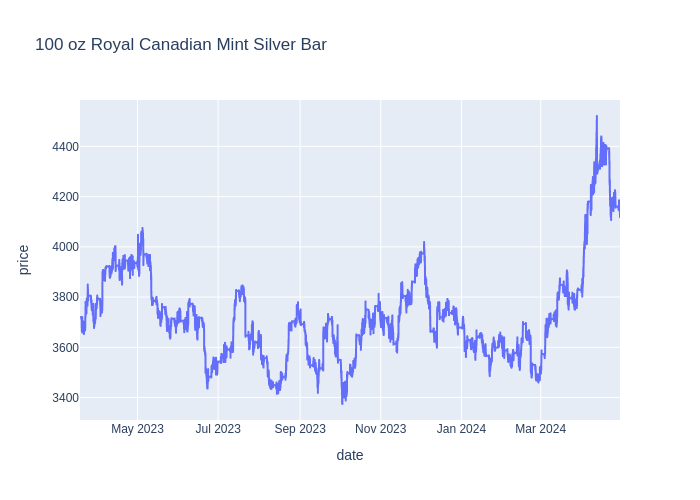 100 oz Royal Canadian Mint Silver Bar
price
4400
4200
4000
3800
3600
3400
May 2023 Jul 2023 Sep 2023 Nov 2023 Jan 2024 Mar 2024
date